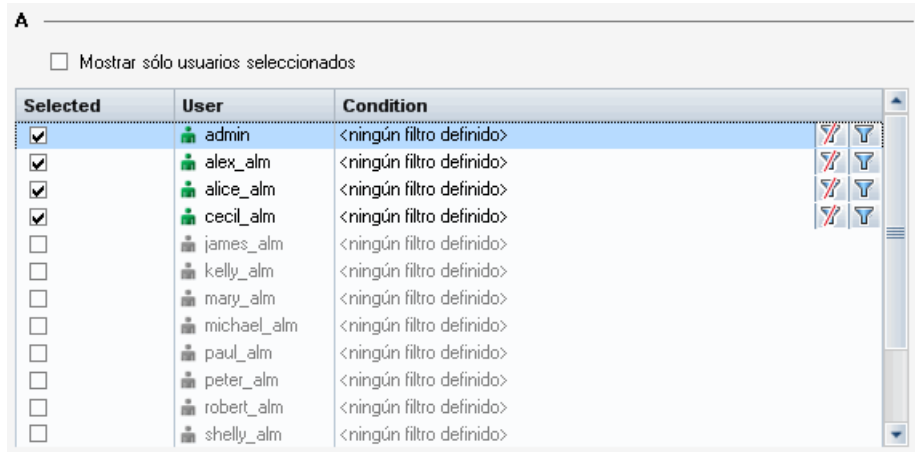 A
Mostrar sólo usuarios seleccionados
Selected User Condition
admin <ningún filtro definido>
alex_alm <ningún filtro definido>
alice_alm <ningún filtro definido>
cecil_alm <ningún filtro definido>
james_alm <ningún filtro definido>
kelly_alm <ningún filtro definido>
mary_alm <ningún filtro definido>
michael_alm <ningún filtro definido>
paul_alm <ningún filtro definido>
peter_alm <ningún filtro definido>
robert_alm <ningún filtro definido>
shelly_alm <ningún filtro definido>